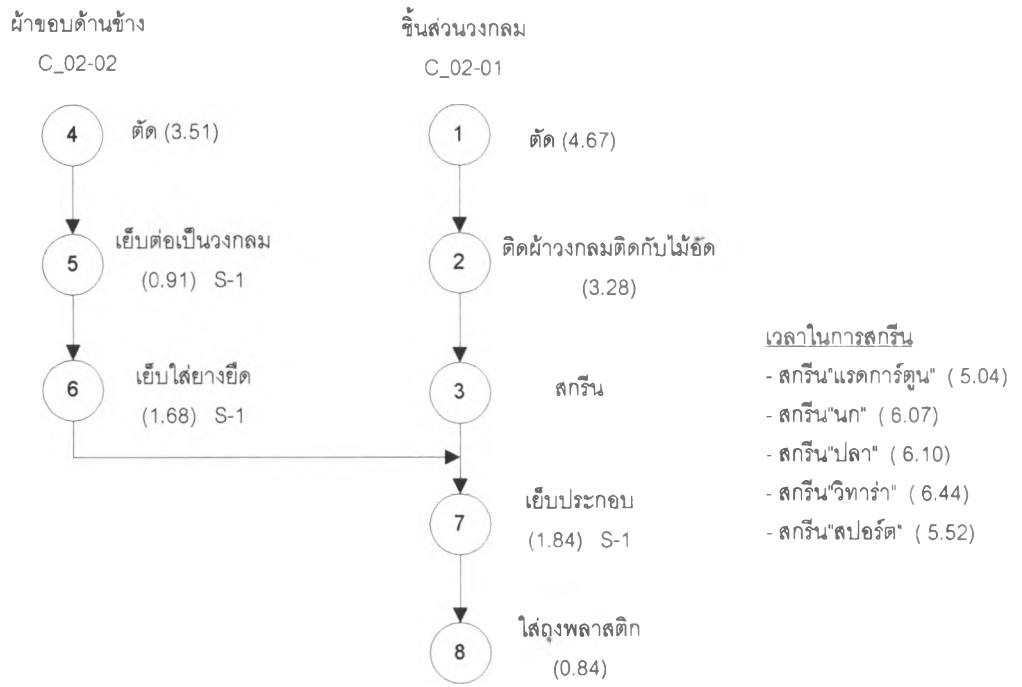 ผ้าขอบด้านข้าง
C_02-02
4
ตัด (3.51)
5
เย็บต่อเป็นวงกลม
(0.91) S-1
6
เย็บใส่ยางยืด
(1.68) S-1
ชิ้นส่วนวงกลม
C_02-01
1
ตัด (4.67)
2
ติดผ้าวงกลมติดกับไม้อัด
(3.28)
3
สกรีน
7
เย็บประกอบ
(1.84) S-1
8
ใส่ถุงพลาสติก
(0.84)
เวลาในการสกรีน
- สกรีน"แรดการ์ตูน" ( 5.04)
- สกรีน"นก" ( 6.07)
- สกรีน"ปลา" ( 6.10)
- สกรีน"วิทาร่า" ( 6.44)
- สกรีน"สปอร์ต" ( 5.52)